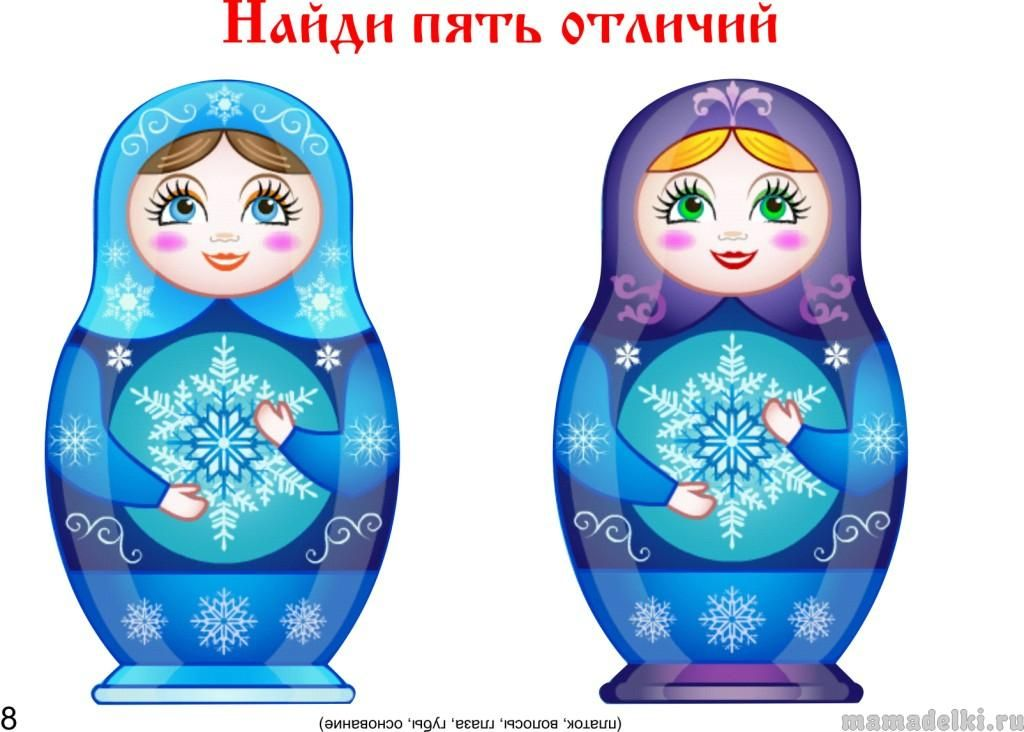 Найди пять отличий
8
(платок, волосы, глаза, губы, основание)
mamadelki.ru